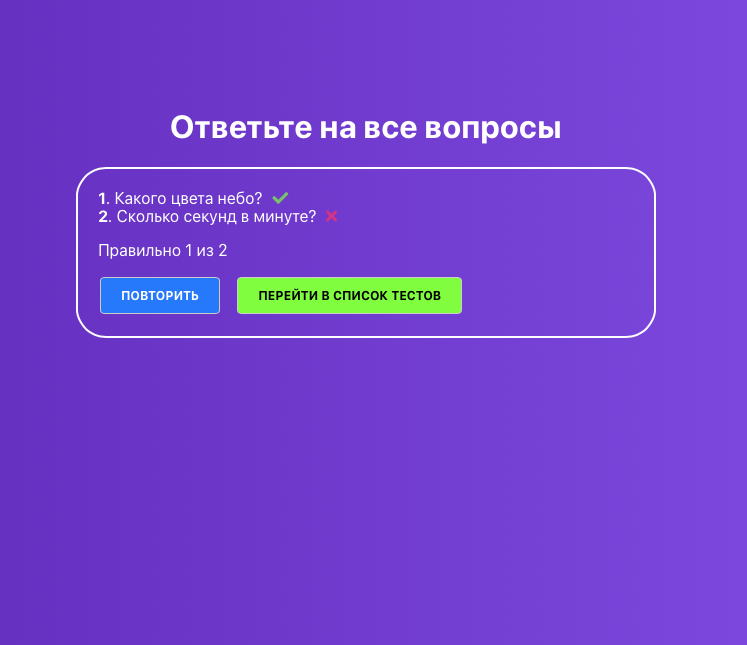 Ответьте на все вопросы
1. Какого цвета небо?
2. Сколько секунд в минуте?
Правильно 1 из 2
ПОВТОРИТЬ
ПЕРЕЙТИ В СПИСОК ТЕСТОВ